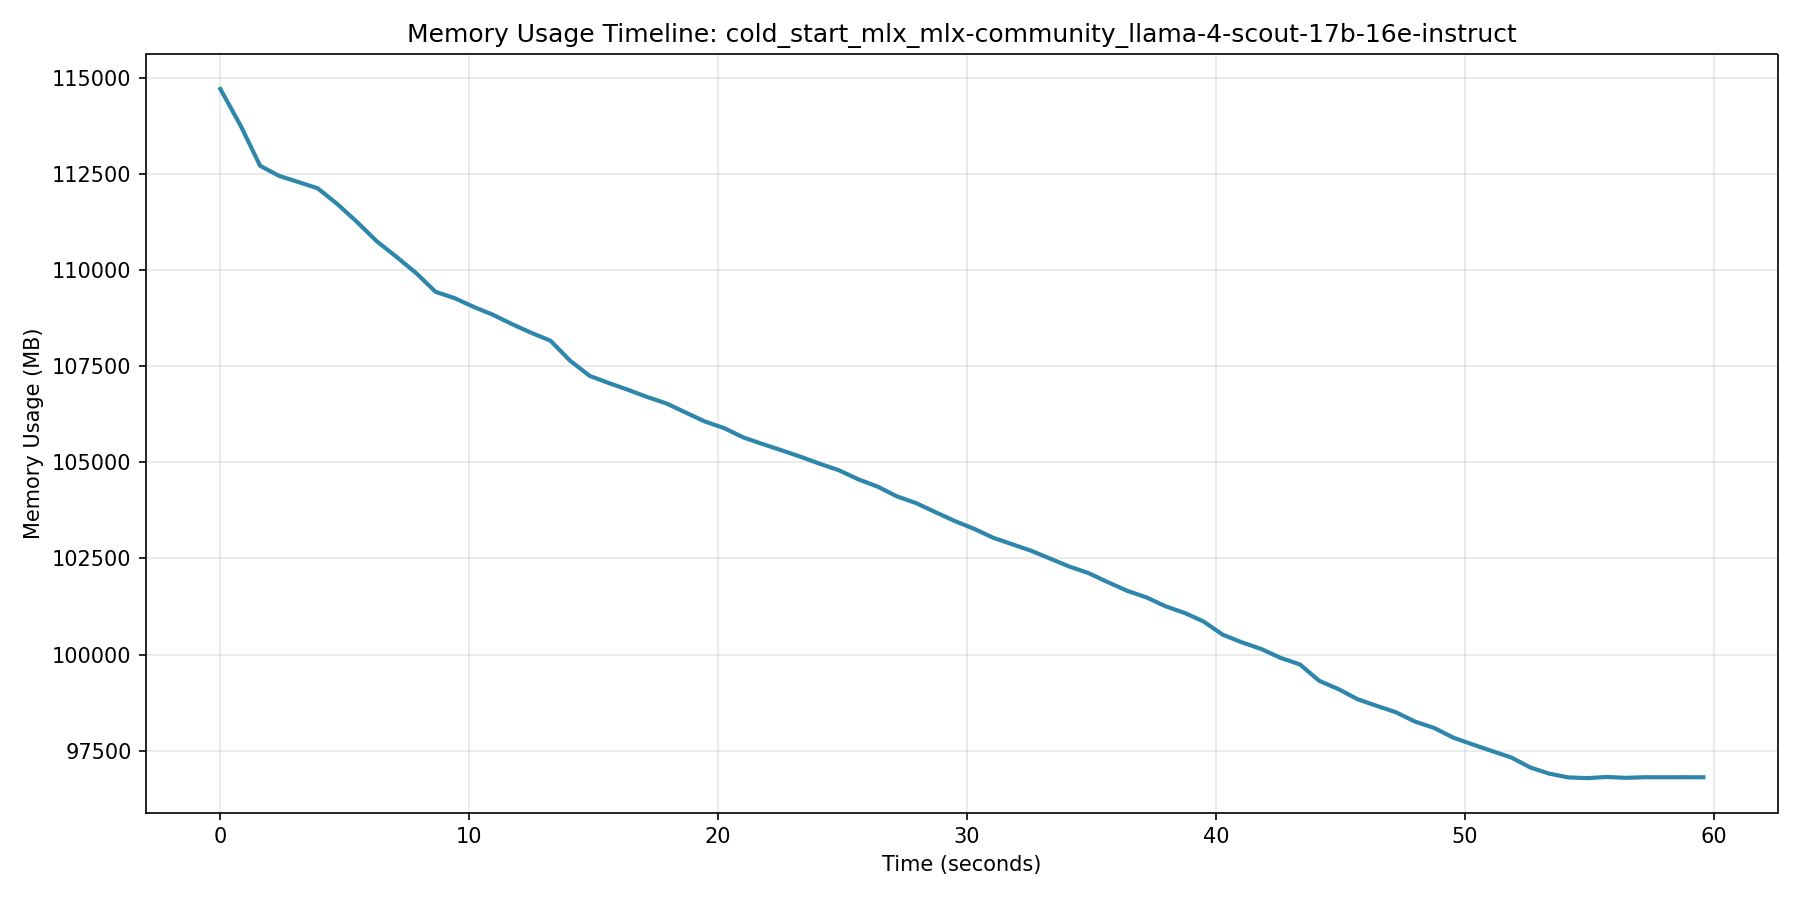 Memory Usage Timeline: cold_start_mlx_mlx-community_llama-4-scout-17b-16e-instruct
Memory Usage (MB)
115000
112500
110000
107500
105000
102500
100000
97500
0 10 20 30 40 50 60
Time (seconds)